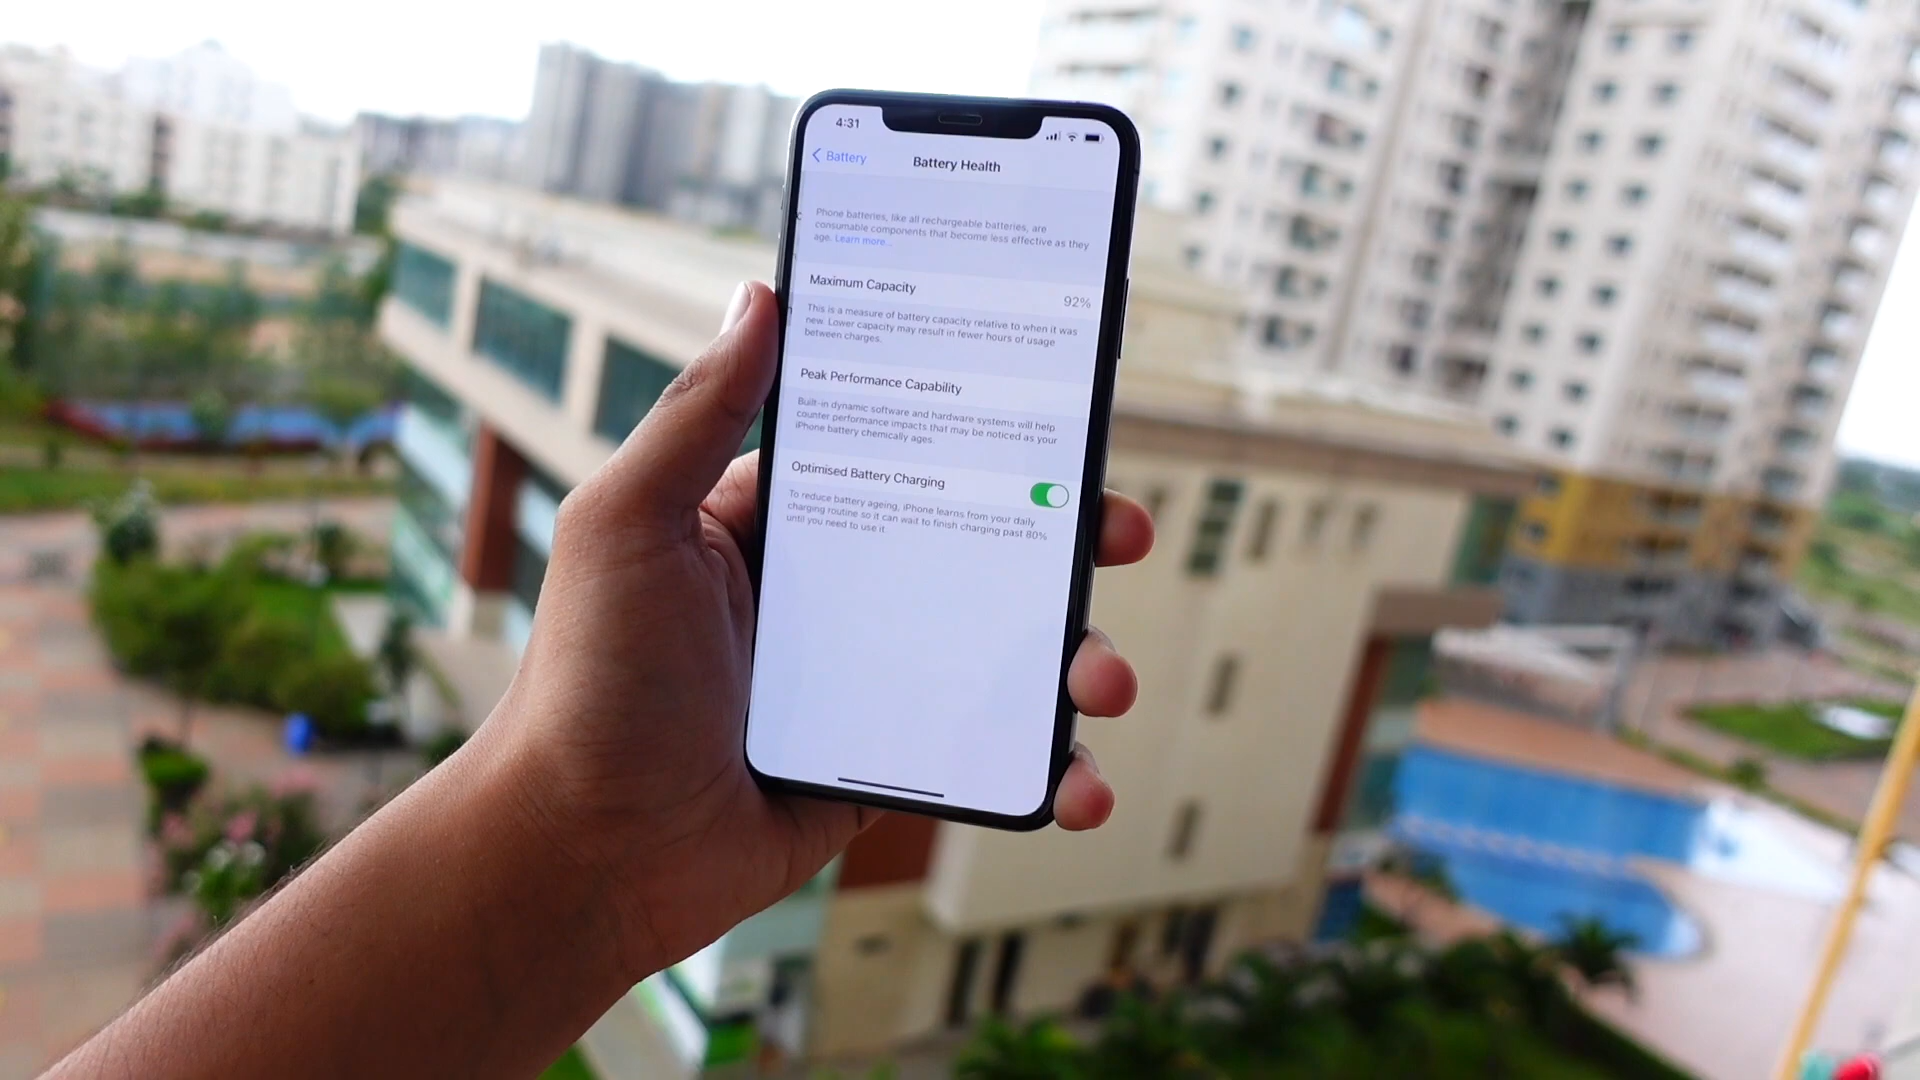 4:31
Battery
Battery Health
Phone batteries, like all rechargeable batteries, are
consumable components that become less effective as they
age. Learn more...
Maximum Capacity 92%
This is a measure of battery capacity relative to when it was
new. Lower capacity may result in fewer hours of usage
between charges.
Peak Performance Capability
Built-in dynamic software and hardware systems will help
counter performance impacts that may be noticed as your
iPhone battery chemically ages.
Optimised Battery Charging
To reduce battery ageing, iPhone learns from your daily
charging routine so it can wait to finish charging past 80%
until you need to use it.